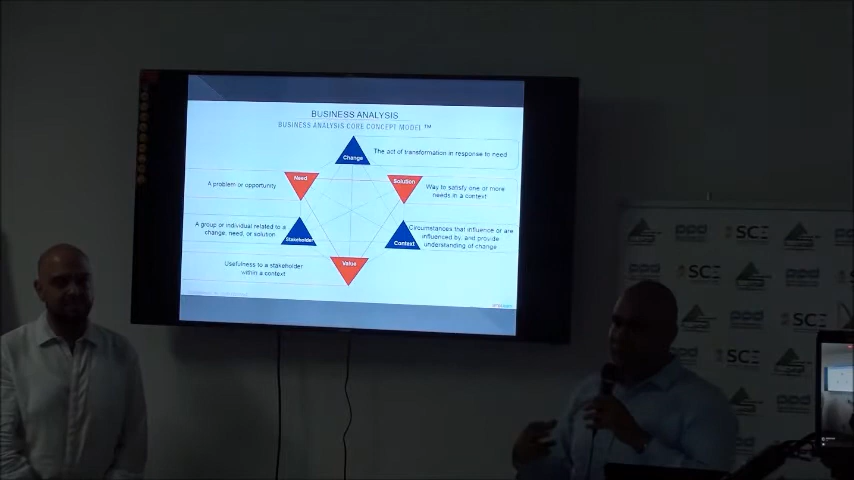 BUSINESS ANALYSIS
BUSINESS ANALYSIS CORE CONCEPT MODEL ™
Change
The act of transformation in response to need
Need
A problem or opportunity
Solution
Way to satisfy one or more
needs in a context
A group or individual related to a
change, need, or solution
Stakeholder
Context
Circumstances that influence or are
influenced by, and provide
understanding of change
Value
Usefulness to a stakeholder
within a context
SCE
SCE
SCE
SCE